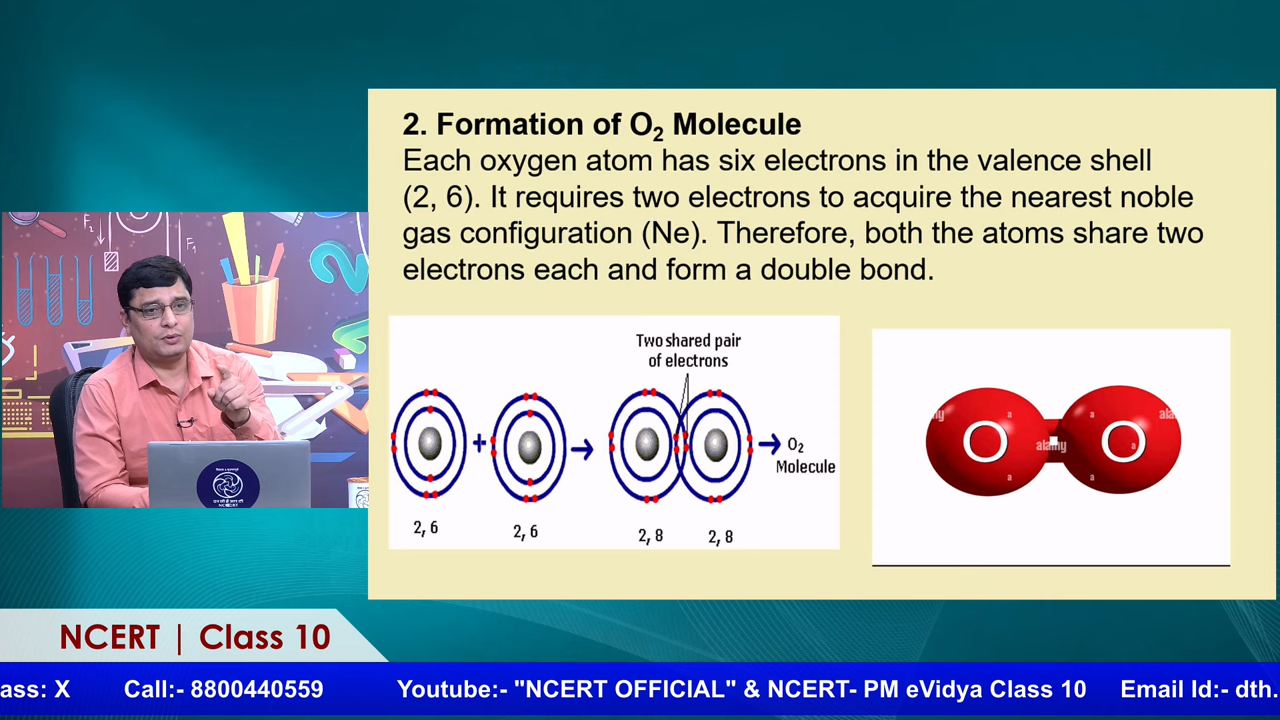 2. Formation of O₂ Molecule
Each oxygen atom has six electrons in the valence shell
(2, 6). It requires two electrons to acquire the nearest noble
gas configuration (Ne). Therefore, both the atoms share two
electrons each and form a double bond.
Two shared pair
of electrons
+
O₂
Molecule
2, 6
2, 6
2, 8
2, 8
O
O
alamy
a
a
a
a
F₂
F₁
NCERT
NCERT | Class 10
ass: X Call:- 8800440559 Youtube:- "NCERT OFFICIAL" & NCERT- PM eVidya Class 10 Email Id:- dth.